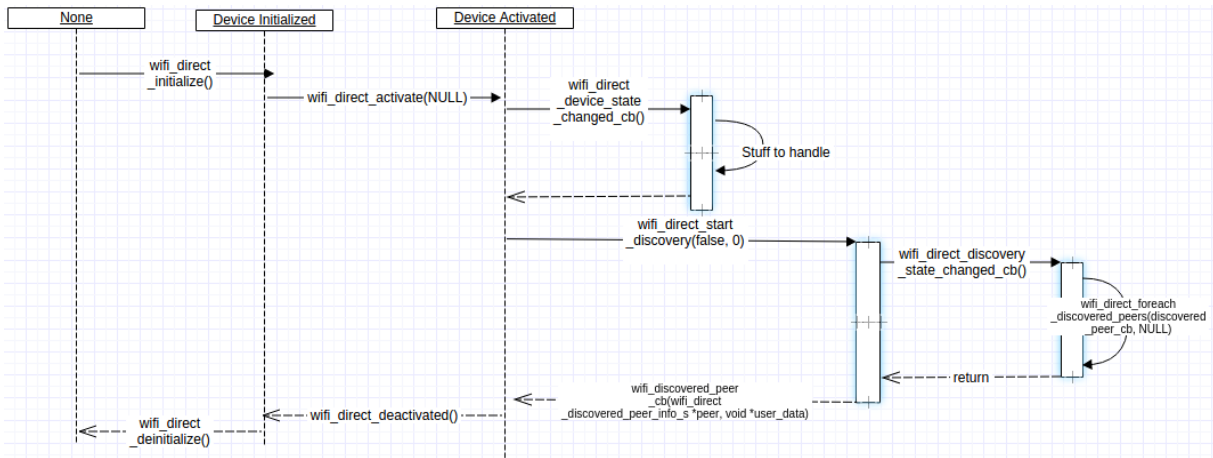 None
Device Initialized
Device Activated
wifi_direct
_initialize()
wifi_direct_activate(NULL)
wifi_direct
_device_state
_changed_cb()
Stuff to handle
wifi_direct_start
_discovery(false, 0)
wifi_direct_discovery
_state_changed_cb()
wifi_direct_foreach
_discovered_peers(discovered
_peer_cb, NULL)
return
wifi_discovered_peer
_cb(wifi_direct
_discovered_peer_info_s *peer, void *user_data)
wifi_direct_deactivated()
wifi_direct
_deinitialize()